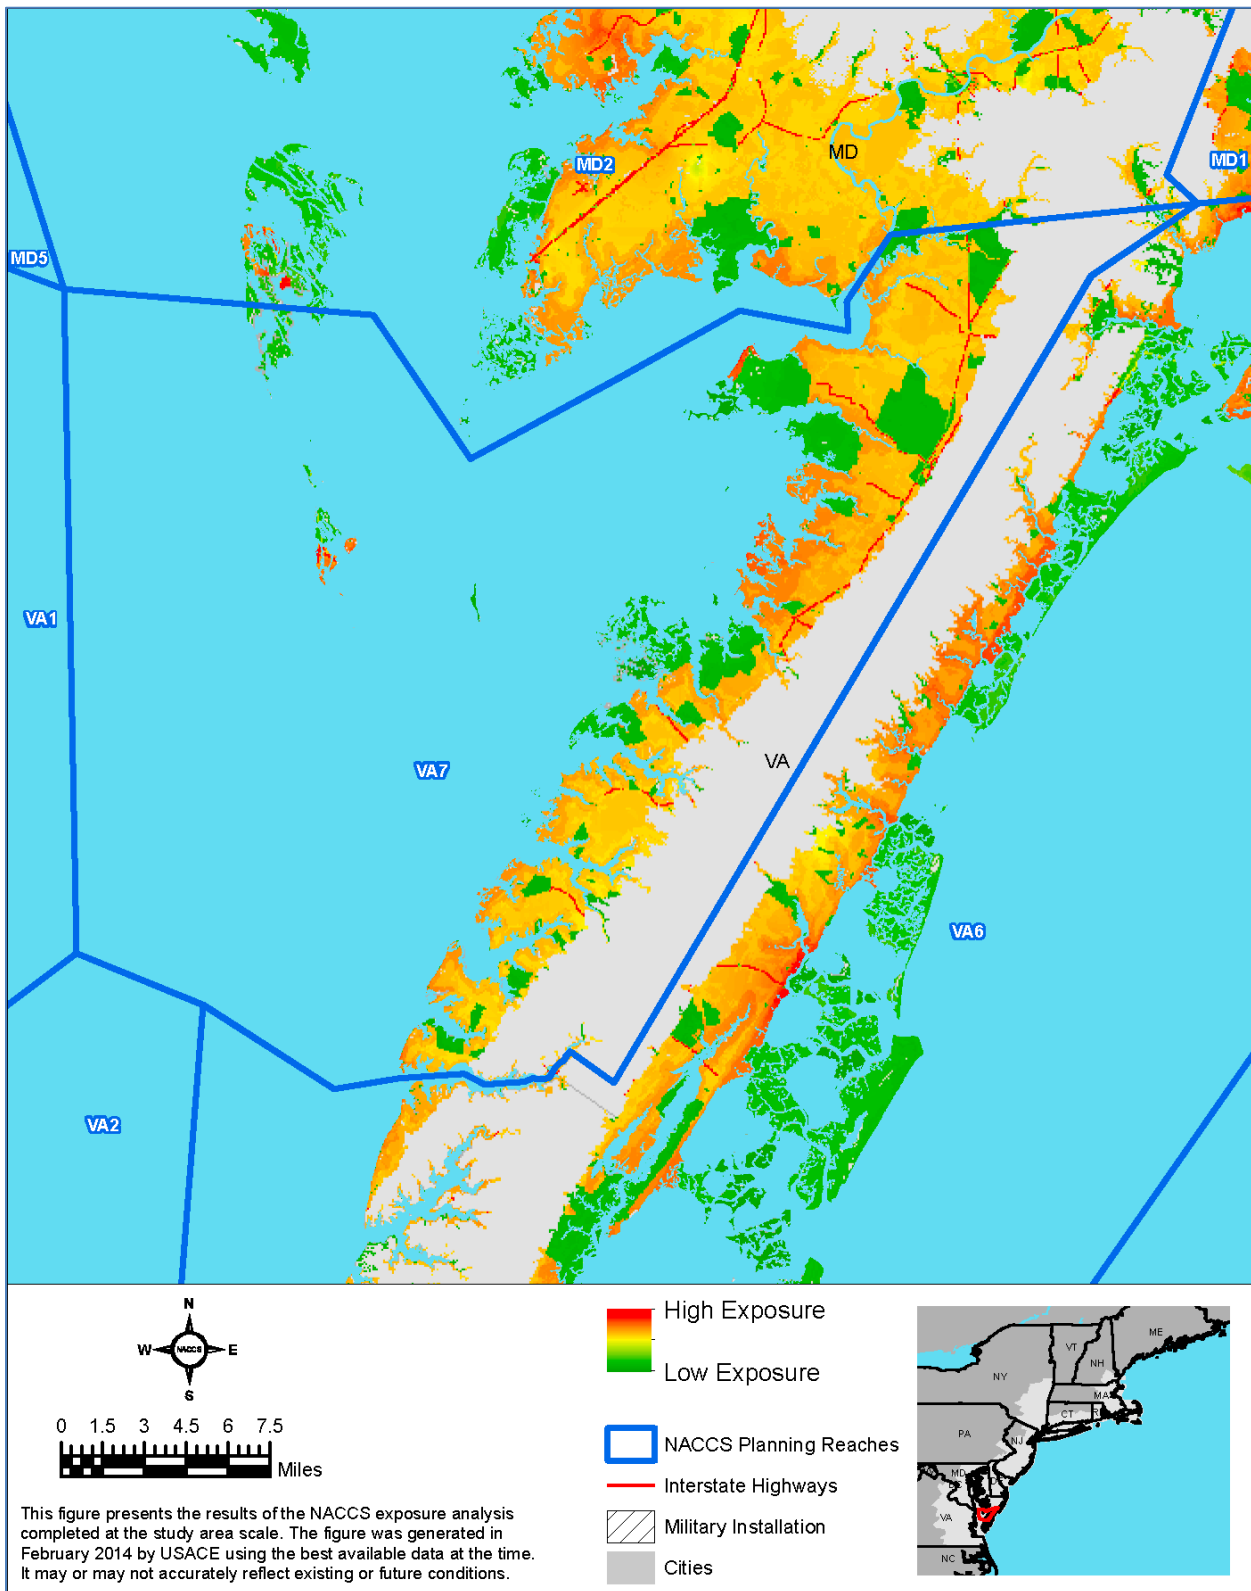 MD2
MD
MD1
MD5
VA1
VA7
VA
VA6
VA2
N
W
NACCS
E
S
0 1.5 3 4.5 6 7.5
Miles
This figure presents the results of the NACCS exposure analysis
completed at the study area scale. The figure was generated in
February 2014 by USACE using the best available data at the time.
It may or may not accurately reflect existing or future conditions.
High Exposure
Low Exposure
NACCS Planning Reaches
Interstate Highways
Military Installation
Cities
ME
VT
NH
NY
MA
CT
PA
NJ
MD
VA
NC